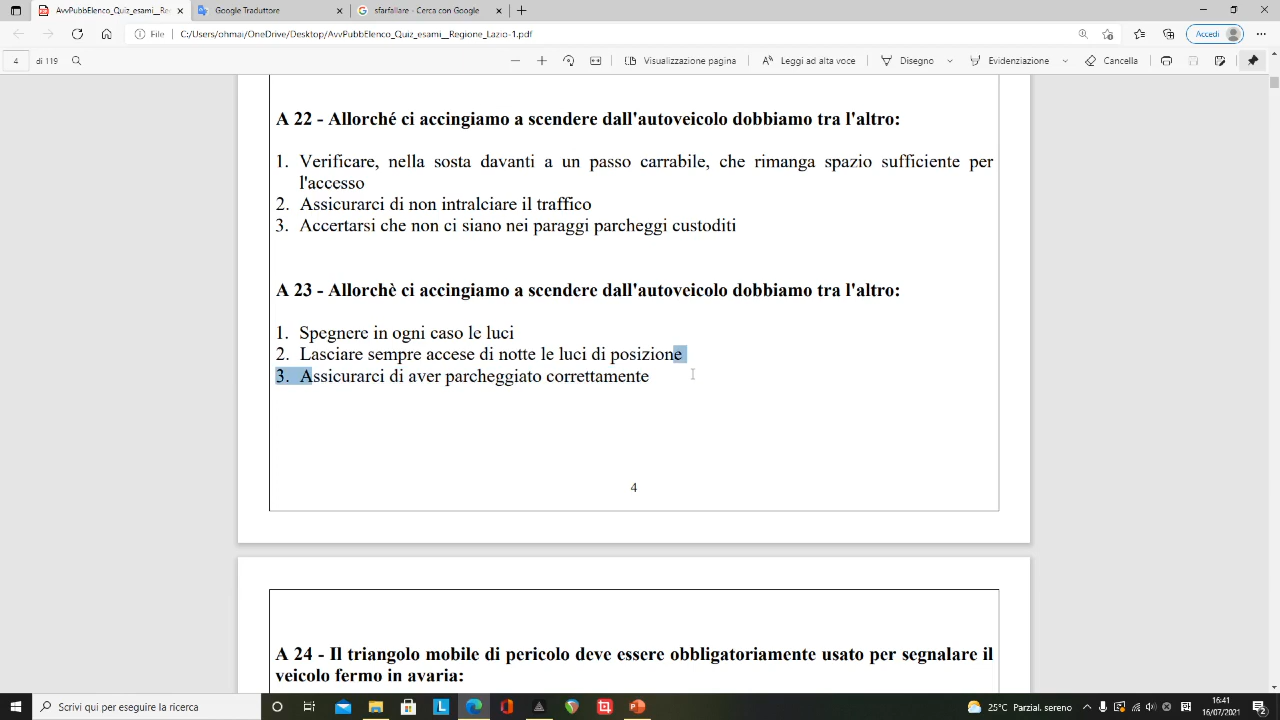 AvvPubbElenco_Quiz_esami__Re
Google Traduttore
sfarfallare - Cerca con Google
File
C:/Users/ohmai/OneDrive/Desktop/AvvPubbElenco_Quiz_esami__Regione_Lazio-1.pdf
Accedi
4 di 119
Visualizzazione pagina
Leggi ad alta voce
Disegno
Evidenziazione
Cancella
A 22 - Allorché ci accingiamo a scendere dall'autoveicolo dobbiamo tra l'altro:
1. Verificare, nella sosta davanti a un passo carrabile, che rimanga spazio sufficiente per
l'accesso
2. Assicurarci di non intralciare il traffico
3. Accertarsi che non ci siano nei paraggi parcheggi custoditi
A 23 - Allorchè ci accingiamo a scendere dall'autoveicolo dobbiamo tra l'altro:
1. Spegnere in ogni caso le luci
2. Lasciare sempre accese di notte le luci di posizione
3. Assicurarci di aver parcheggiato correttamente
4
A 24 - Il triangolo mobile di pericolo deve essere obbligatoriamente usato per segnalare il
veicolo fermo in avaria:
Scrivi qui per eseguire la ricerca
25°C Parzial. sereno
16:41
16/07/2021
2